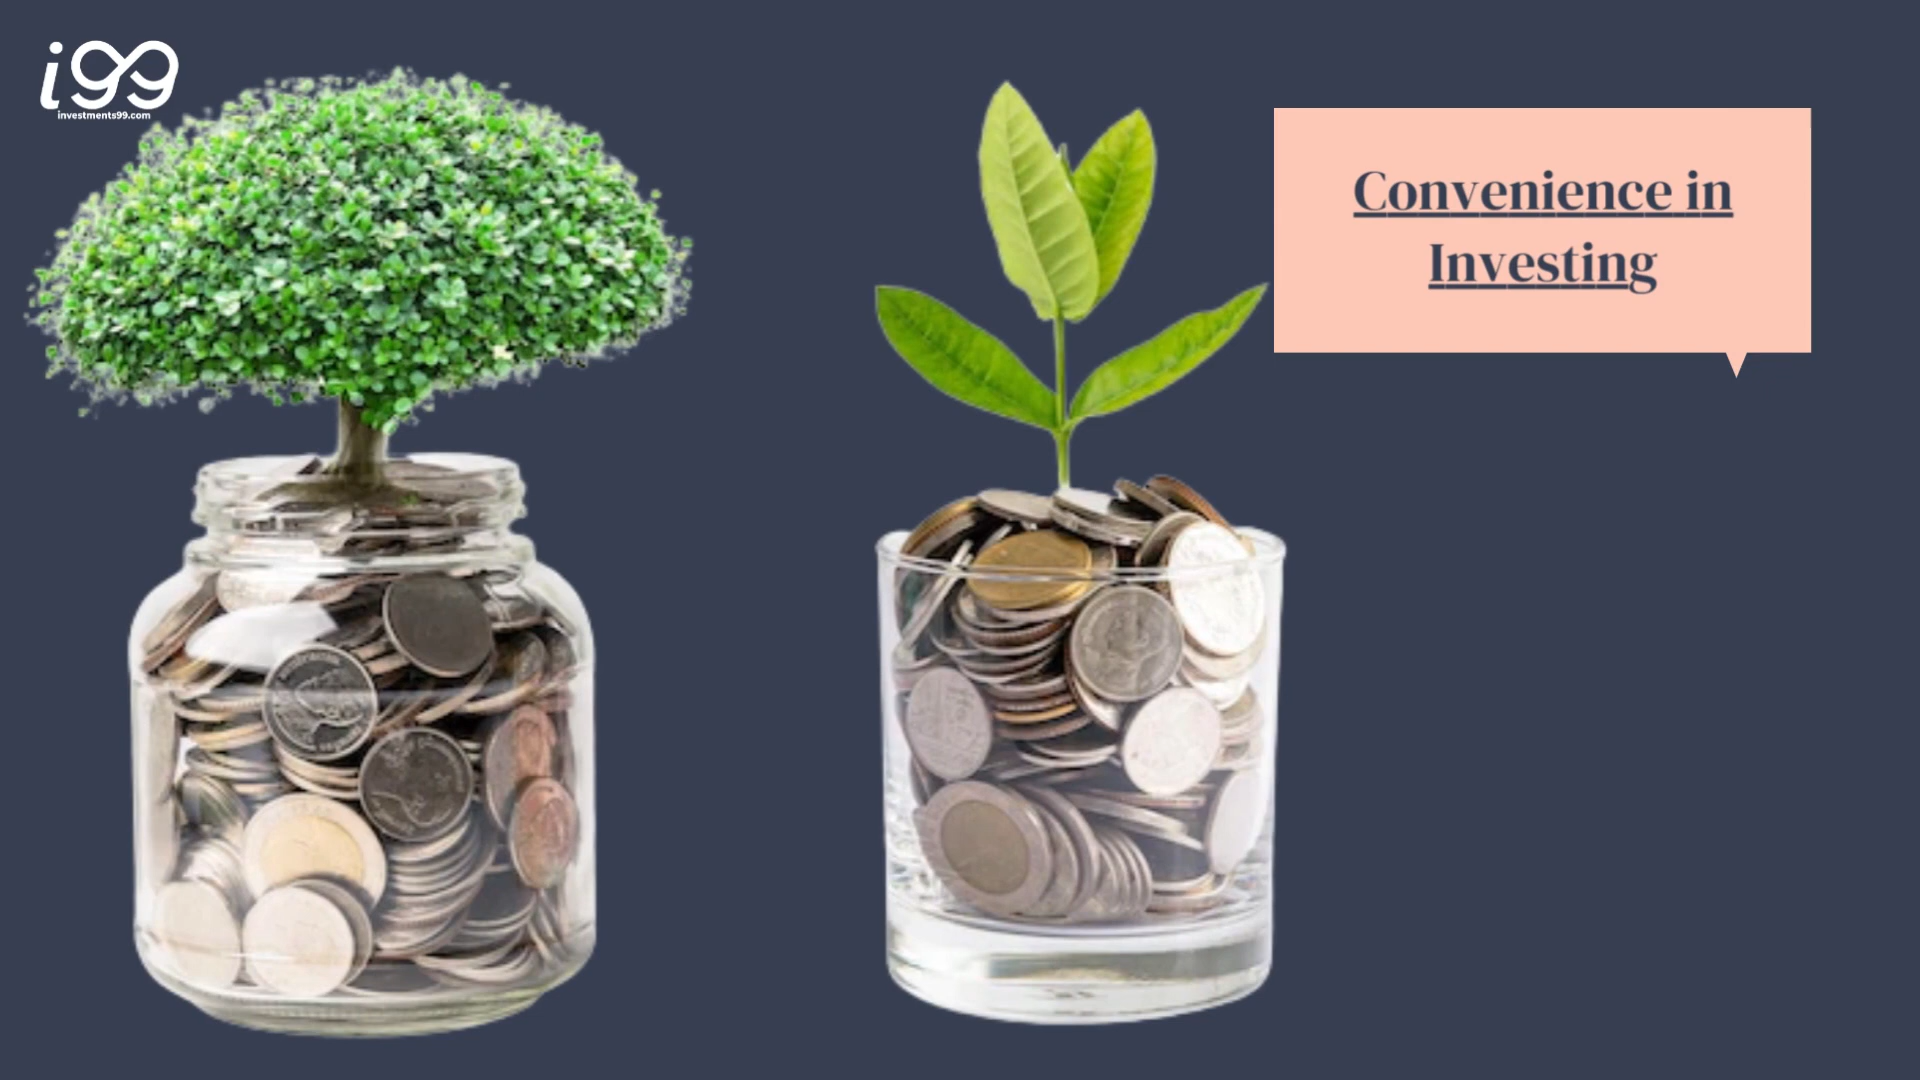 i99
investments99.com
Convenience in
Investing